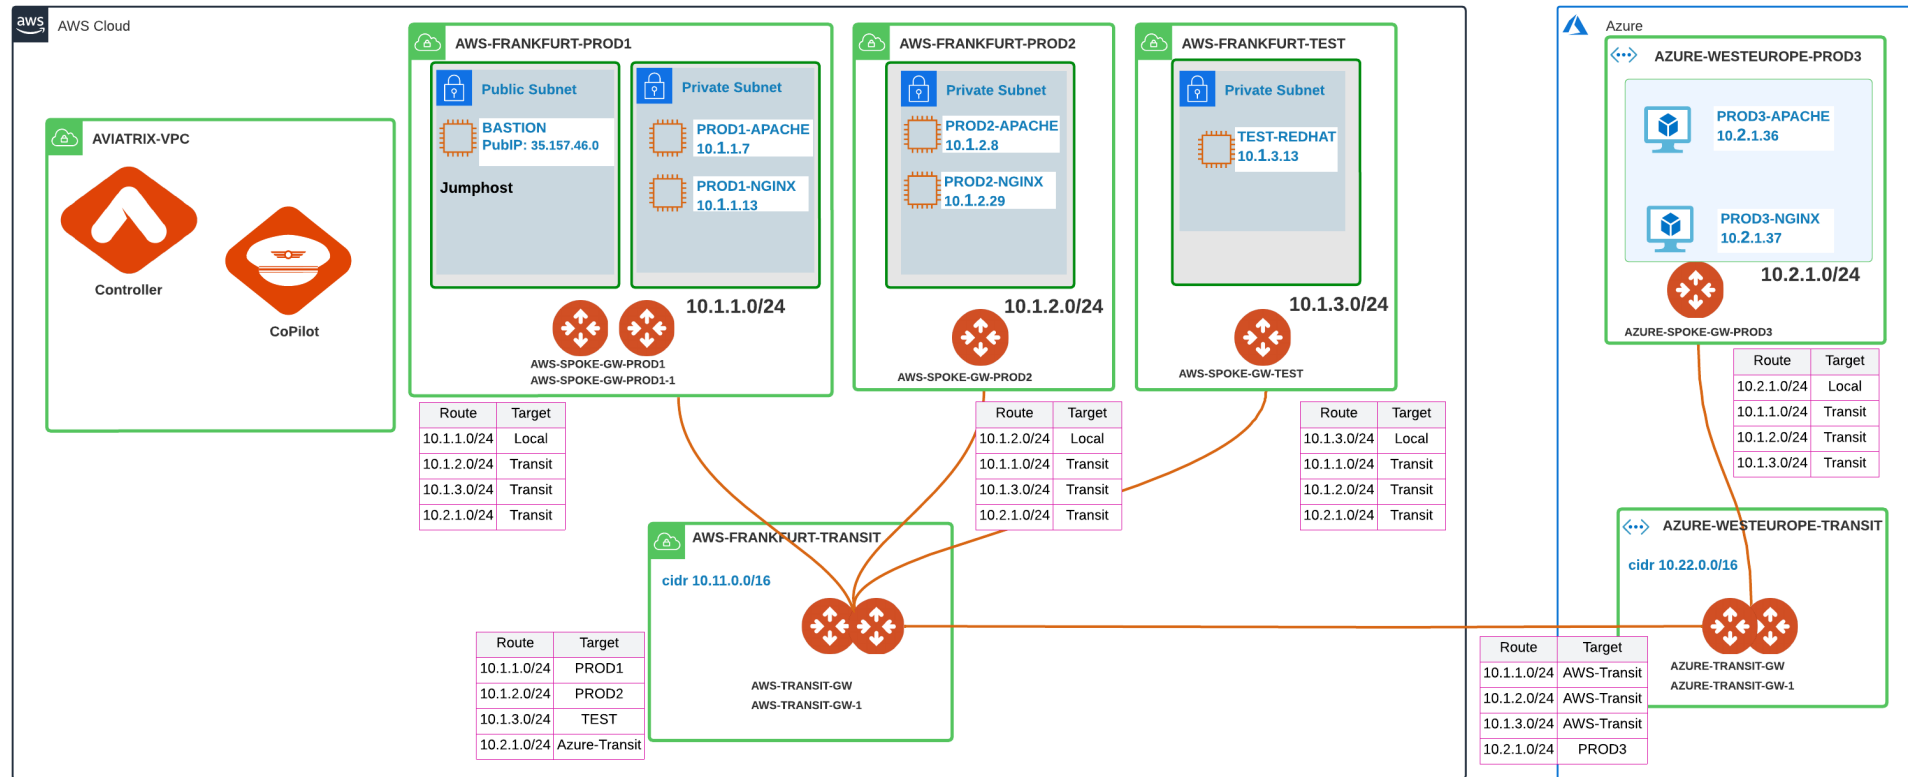 aws
AWS Cloud
AVIATRIX-VPC
Controller
CoPilot
AWS-FRANKFURT-PROD1
Public Subnet
BASTION
PubIP: 35.157.46.0
Jumphost
Private Subnet
PROD1-APACHE
10.1.1.7
PROD1-NGINX
10.1.1.13
10.1.1.0/24
AWS-SPOKE-GW-PROD1
AWS-SPOKE-GW-PROD1-1
Route Target
10.1.1.0/24 Local
10.1.2.0/24 Transit
10.1.3.0/24 Transit
10.2.1.0/24 Transit
AWS-FRANKFURT-PROD2
Private Subnet
PROD2-APACHE
10.1.2.8
PROD2-NGINX
10.1.2.29
10.1.2.0/24
AWS-SPOKE-GW-PROD2
Route Target
10.1.2.0/24 Local
10.1.1.0/24 Transit
10.1.3.0/24 Transit
10.2.1.0/24 Transit
AWS-FRANKFURT-TEST
Private Subnet
TEST-REDHAT
10.1.3.13
10.1.3.0/24
AWS-SPOKE-GW-TEST
Route Target
10.1.3.0/24 Local
10.1.1.0/24 Transit
10.1.2.0/24 Transit
10.2.1.0/24 Transit
AWS-FRANKFURT-TRANSIT
cidr 10.11.0.0/16
AWS-TRANSIT-GW
AWS-TRANSIT-GW-1
Route Target
10.1.1.0/24 PROD1
10.1.2.0/24 PROD2
10.1.3.0/24 TEST
10.2.1.0/24 Azure-Transit
Azure
AZURE-WESTEUROPE-PROD3
PROD3-APACHE
10.2.1.36
PROD3-NGINX
10.2.1.37
10.2.1.0/24
AZURE-SPOKE-GW-PROD3
Route Target
10.2.1.0/24 Local
10.1.1.0/24 Transit
10.1.2.0/24 Transit
10.1.3.0/24 Transit
AZURE-WESTEUROPE-TRANSIT
cidr 10.22.0.0/16
AZURE-TRANSIT-GW
AZURE-TRANSIT-GW-1
Route Target
10.1.1.0/24 AWS-Transit
10.1.2.0/24 AWS-Transit
10.1.3.0/24 AWS-Transit
10.2.1.0/24 PROD3